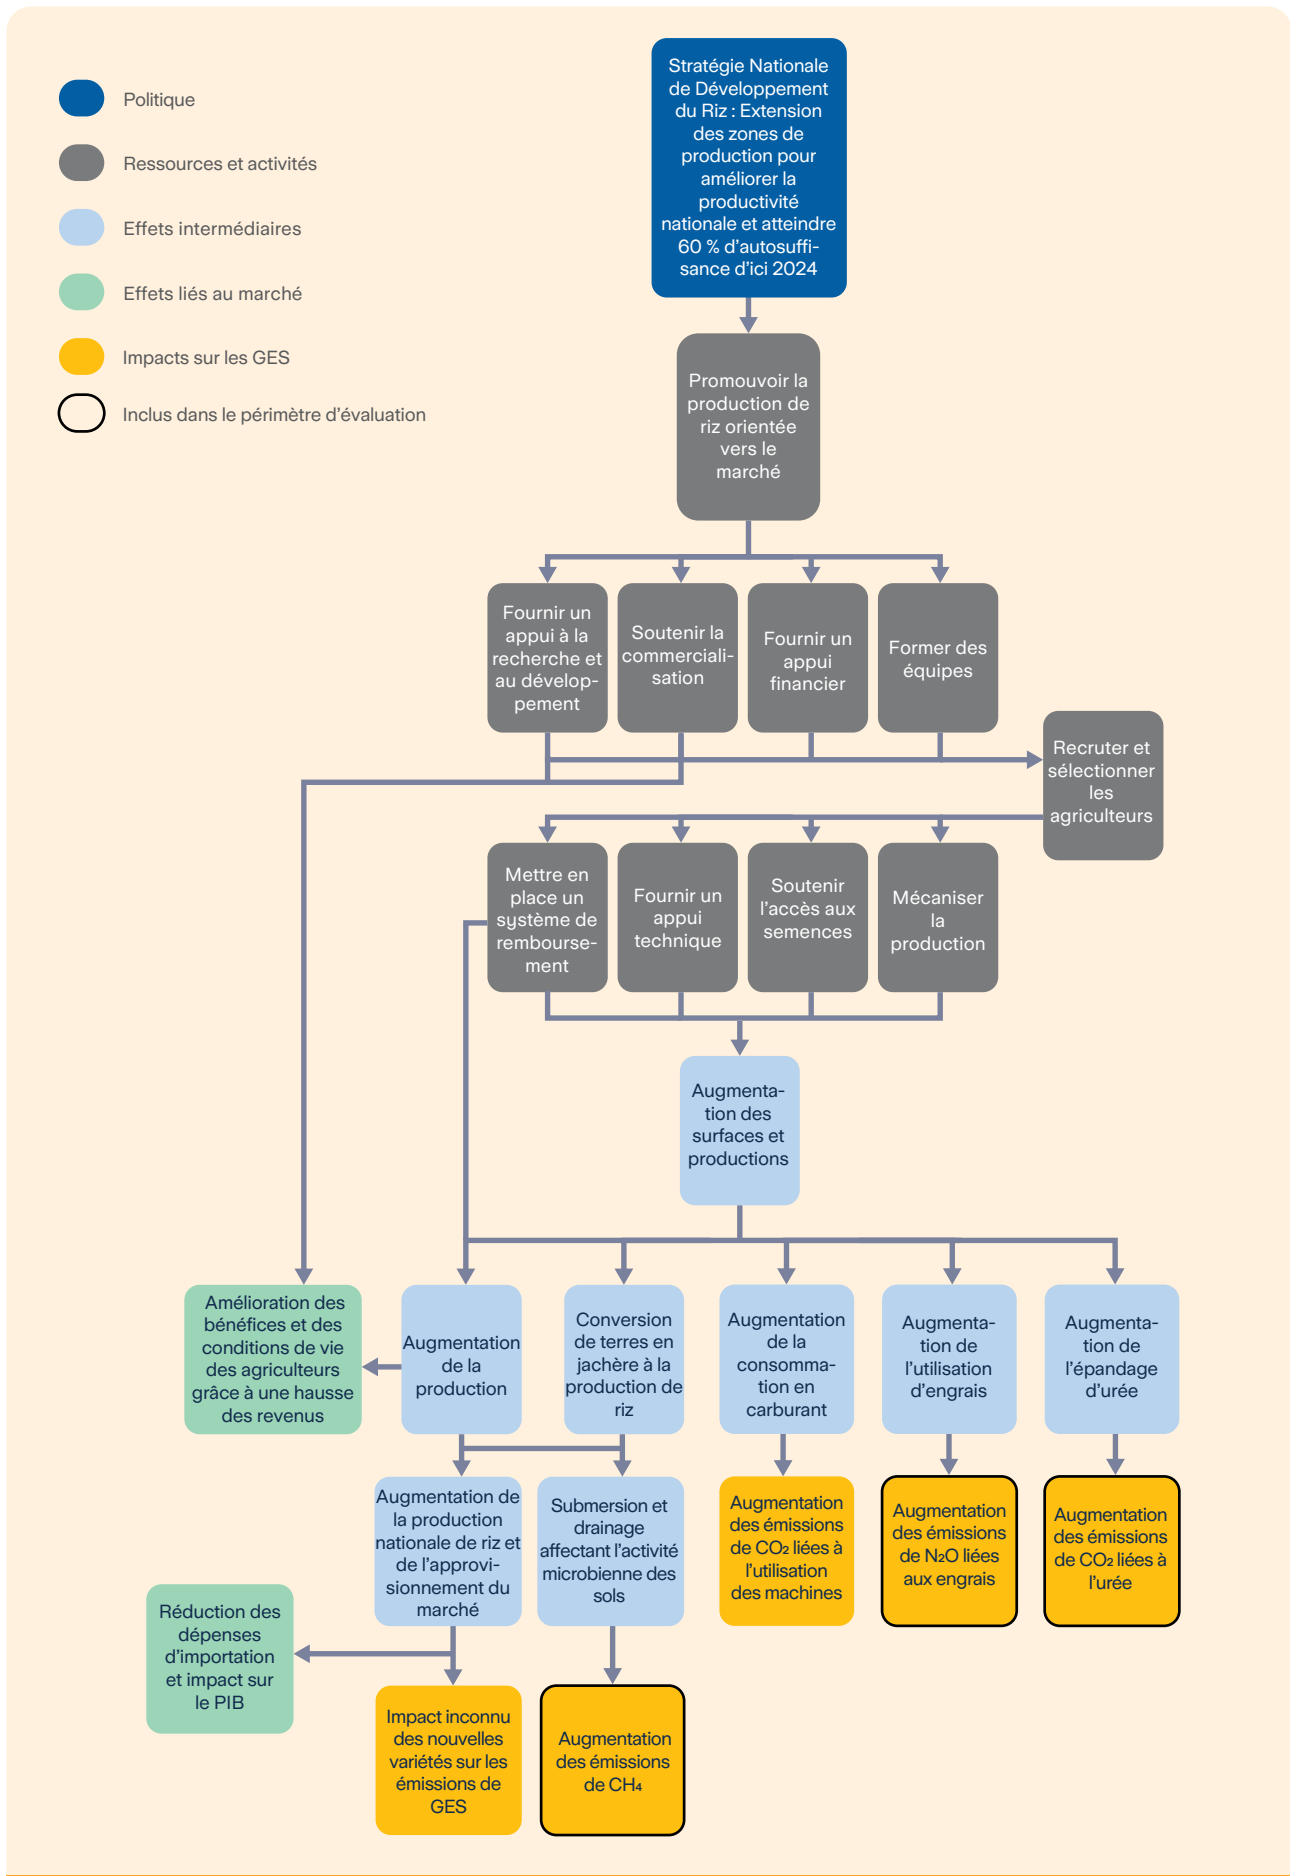 Politique
Ressources et activités
Effets intermédiaires
Effets liés au marché
Impacts sur les GES
Inclus dans le périmètre d'évaluation
Stratégie Nationale
de Développement
du Riz : Extension
des zones de
production pour
améliorer la
productivité
nationale et atteindre
60 % d'autosuffi-
sance d'ici 2024
Promouvoir la
production de
riz orientée
vers le
marché
Fournir un
appui à la
recherche et
au dévelop-
pement
Soutenir la
commerciali-
sation
Fournir un
appui
financier
Former des
équipes
Recruter et
sélectionner
les
agriculteurs
Mettre en
place un
système de
rembourse-
ment
Fournir un
appui
technique
Soutenir
l'accès aux
semences
Mécaniser
la
production
Augmenta-
tion des
surfaces et
productions
Amélioration des
bénéfices et des
conditions de vie
des agriculteurs
grâce à une hausse
des revenus
Augmentation
de la
production
Conversion
de terres en
jachère à la
production de
riz
Augmentation
de la
consomma-
tion en
carburant
Augmenta-
tion de
l'utilisation
d'engrais
Augmenta-
tion de
l'épandage
d'urée
Augmentation de
la production
nationale de riz et
de l'approvi-
sionnement du
marché
Submersion et
drainage
affectant l'activité
microbienne des
sols
Augmentation
des émissions
de CO₂ liées à
l'utilisation
des machines
Augmentation
des émissions
de N₂O liées
aux engrais
Augmentation
des émissions
de CO₂ liées à
l'urée
Réduction des
dépenses
d'importation
et impact sur
le PIB
Impact inconnu
des nouvelles
variétés sur les
émissions de
GES
Augmentation
des émissions
de CH₄